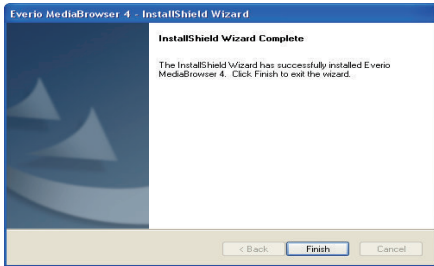 Everio MediaBrowser 4 - InstallShield Wizard
InstallShield Wizard Complete
The InstallShield Wizard has successfully installed Everio
MediaBrowser 4. Click Finish to exit the wizard.
< Back
Finish
Cancel